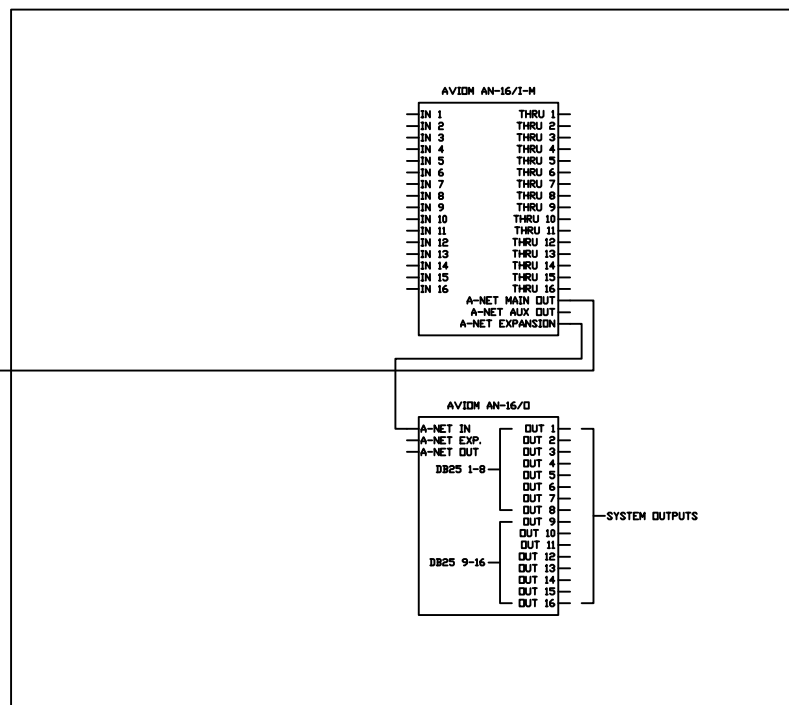 AVIOM AN-16/I-M
IN 1 THRU 1
IN 2 THRU 2
IN 3 THRU 3
IN 4 THRU 4
IN 5 THRU 5
IN 6 THRU 6
IN 7 THRU 7
IN 8 THRU 8
IN 9 THRU 9
IN 10 THRU 10
IN 11 THRU 11
IN 12 THRU 12
IN 13 THRU 13
IN 14 THRU 14
IN 15 THRU 15
IN 16 THRU 16
A-NET MAIN OUT
A-NET AUX OUT
A-NET EXPANSION
AVIOM AN-16/O
A-NET IN OUT 1
A-NET EXP. OUT 2
A-NET OUT OUT 3
OUT 4
DB25 1-8 OUT 5
OUT 6
OUT 7
OUT 8
OUT 9 SYSTEM OUTPUTS
OUT 10
OUT 11
DB25 9-16 OUT 12
OUT 13
OUT 14
OUT 15
OUT 16